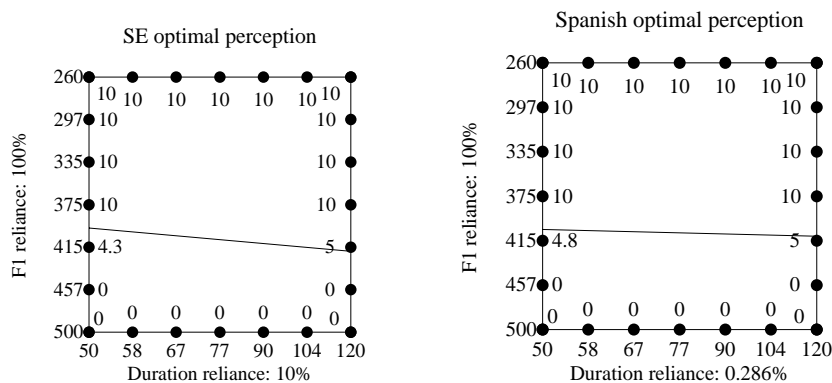 SE optimal perception
260
10 10 10 10 10 10 10
297 10 10
335 10 10
375 10 10
415 4.3 5
457 0 0
0 0 0 0 0 0 0
500
50 58 67 77 90 104 120
Duration reliance: 10%
F1 reliance: 100%
Spanish optimal perception
260
10 10 10 10 10 10 10
297 10 10
335 10 10
375 10 10
415 4.8 5
457 0 0
0 0 0 0 0 0 0
500
50 58 67 77 90 104 120
Duration reliance: 0.286%
F1 reliance: 100%